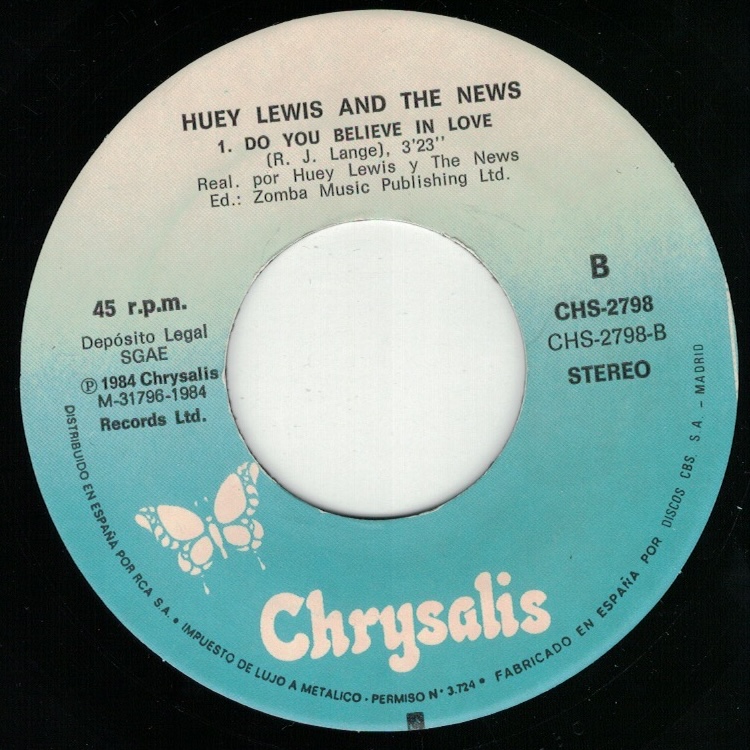 HUEY LEWIS AND THE NEWS
1. DO YOU BELIEVE IN LOVE
(R. J. Lange), 3'23''
Real. por Huey Lewis y The News
Ed.: Zomba Music Publishing Ltd.
45 r.p.m.
Depósito Legal
SGAE
Ⓟ 1984 Chrysalis
M-31796-1984
Records Ltd.
B
CHS-2798
CHS-2798-B
STEREO
Chrysalis
DISTRIBUIDO EN ESPAÑA POR RCA S.A. • IMPUESTO DE LUJO A METALICO - PERMISO N° 3.724 • FABRICADO EN ESPAÑA POR DISCOS CBS S.A. - MADRID